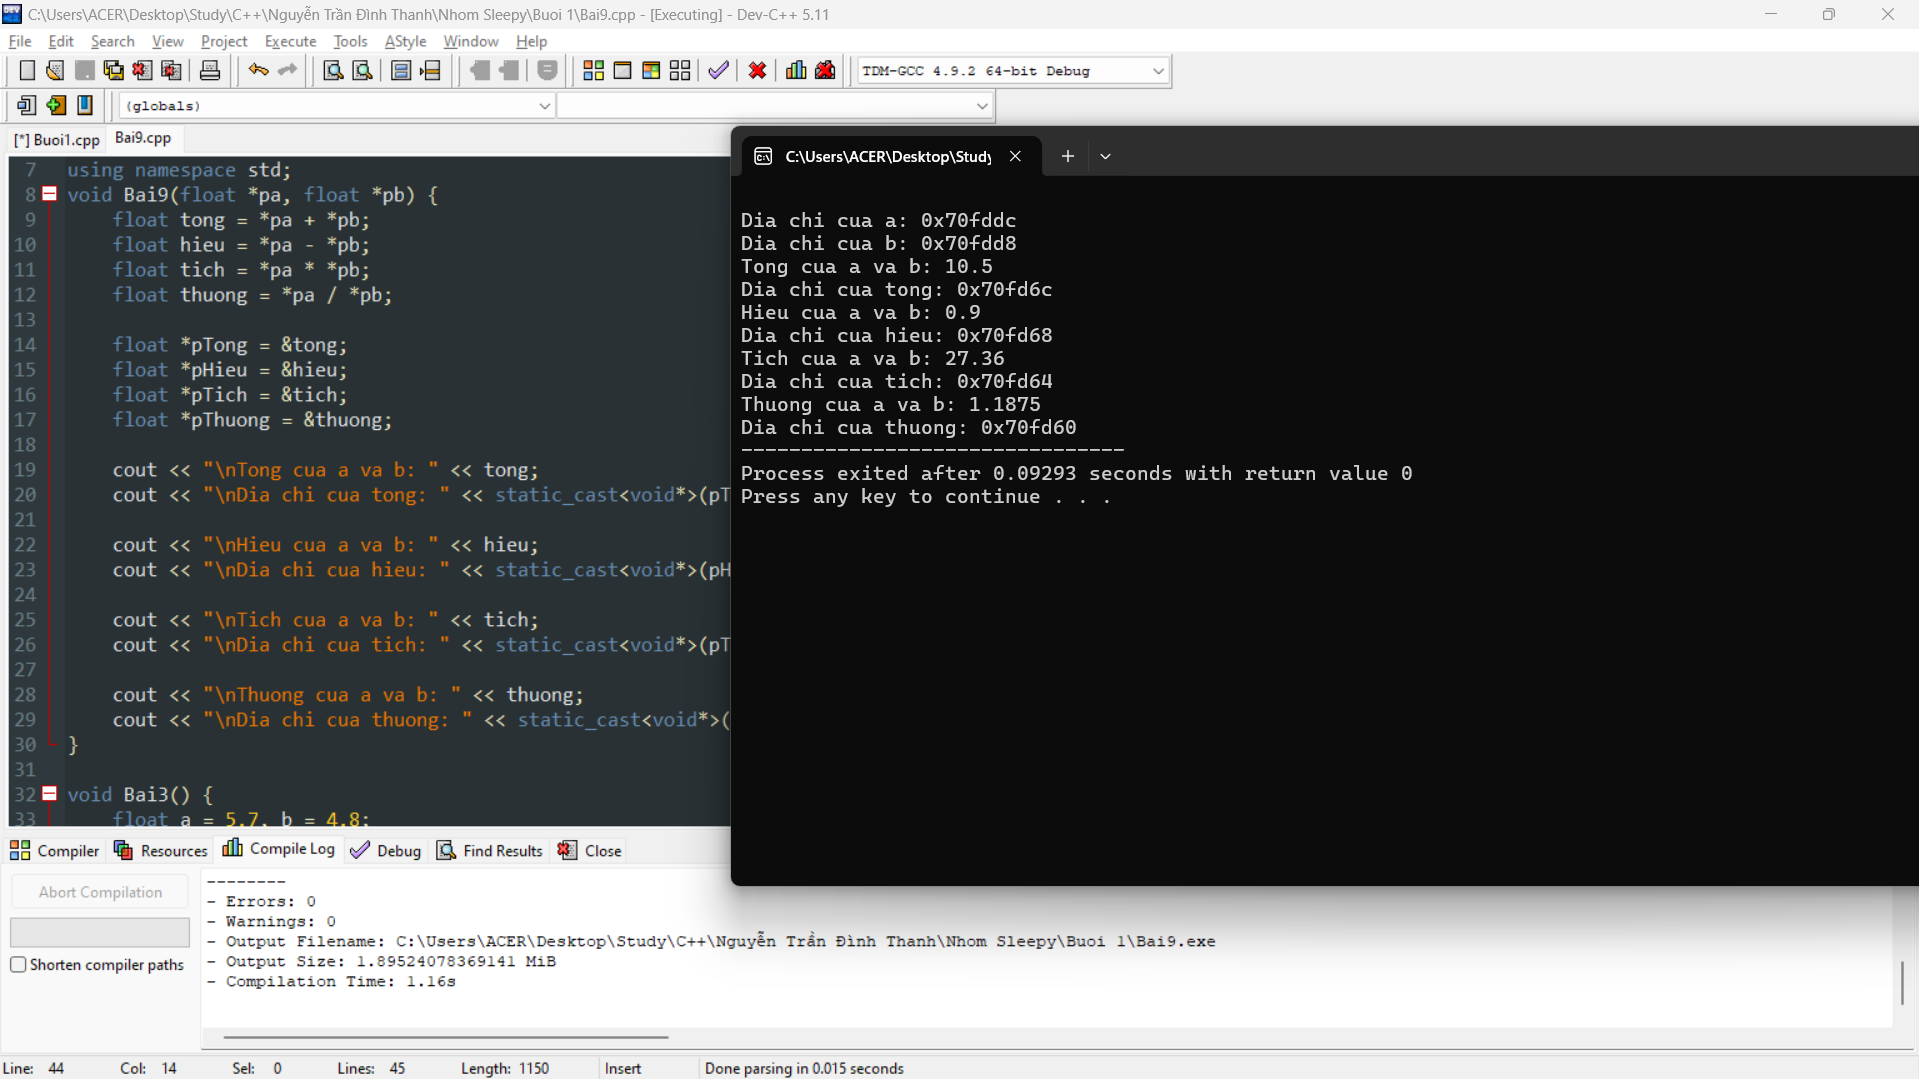 C:\Users\ACER\Desktop\Study\C++\Nguyễn Trần Đình Thanh\Nhom Sleepy\Buoi 1\Bai9.cpp - [Executing] - Dev-C++ 5.11
File Edit Search View Project Execute Tools AStyle Window Help
TDM-GCC 4.9.2 64-bit Debug
(globals)
[*] Buoi1.cpp Bai9.cpp
7 using namespace std;
8 void Bai9(float *pa, float *pb) {
9 float tong = *pa + *pb;
10 float hieu = *pa - *pb;
11 float tich = *pa * *pb;
12 float thuong = *pa / *pb;
13
14 float *pTong = &tong;
15 float *pHieu = &hieu;
16 float *pTich = &tich;
17 float *pThuong = &thuong;
18
19 cout << "\nTong cua a va b: " << tong;
20 cout << "\nDia chi cua tong: " << static_cast<void*>(pT
21
22 cout << "\nHieu cua a va b: " << hieu;
23 cout << "\nDia chi cua hieu: " << static_cast<void*>(pH
24
25 cout << "\nTich cua a va b: " << tich;
26 cout << "\nDia chi cua tich: " << static_cast<void*>(pT
27
28 cout << "\nThuong cua a va b: " << thuong;
29 cout << "\nDia chi cua thuong: " << static_cast<void*>(
30 }
31
32 void Bai3() {
33 float a = 5.7, b = 4.8;
C:\Users\ACER\Desktop\Study
Dia chi cua a: 0x70fddc
Dia chi cua b: 0x70fdd8
Tong cua a va b: 10.5
Dia chi cua tong: 0x70fd6c
Hieu cua a va b: 0.9
Dia chi cua hieu: 0x70fd68
Tich cua a va b: 27.36
Dia chi cua tich: 0x70fd64
Thuong cua a va b: 1.1875
Dia chi cua thuong: 0x70fd60
--------------------------------
Process exited after 0.09293 seconds with return value 0
Press any key to continue . . .
Compiler Resources Compile Log Debug Find Results Close
Abort Compilation
Shorten compiler paths
--------
- Errors: 0
- Warnings: 0
- Output Filename: C:\Users\ACER\Desktop\Study\C++\Nguyễn Trần Đình Thanh\Nhom Sleepy\Buoi 1\Bai9.exe
- Output Size: 1.89524078369141 MiB
- Compilation Time: 1.16s
Line: 44 Col: 14 Sel: 0 Lines: 45 Length: 1150 Insert Done parsing in 0.015 seconds